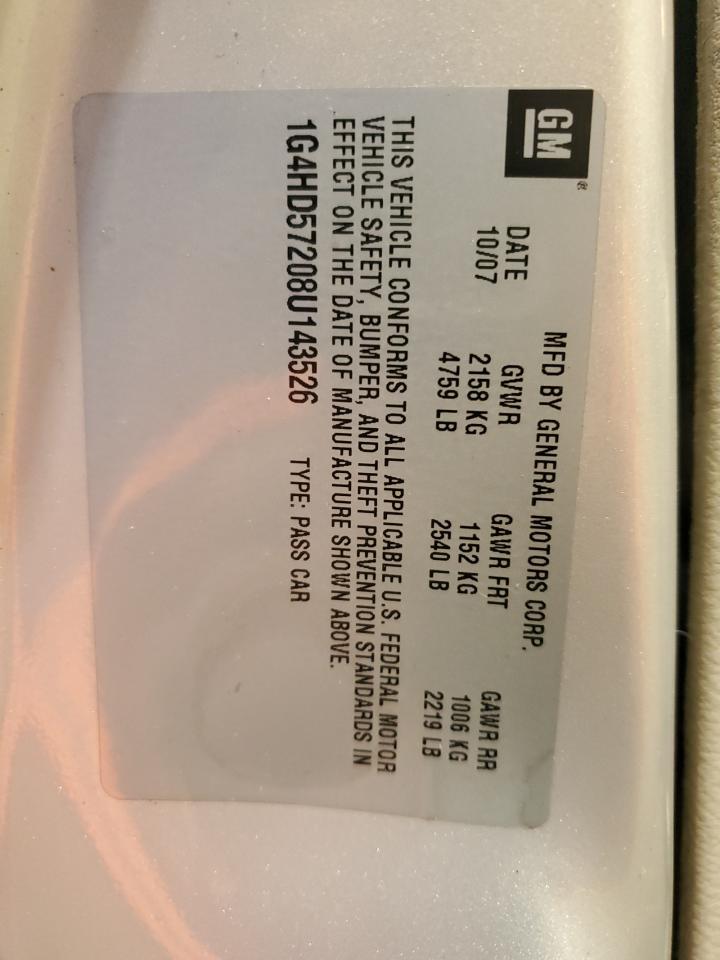 GM®
MFD BY GENERAL MOTORS CORP.
DATE GVWR GAWR FRT GAWR RR
10/07 2158 KG 1152 KG 1006 KG
4759 LB 2540 LB 2219 LB
THIS VEHICLE CONFORMS TO ALL APPLICABLE U.S. FEDERAL MOTOR
VEHICLE SAFETY, BUMPER, AND THEFT PREVENTION STANDARDS IN
EFFECT ON THE DATE OF MANUFACTURE SHOWN ABOVE.
1G4HD57208U143526 TYPE: PASS CAR